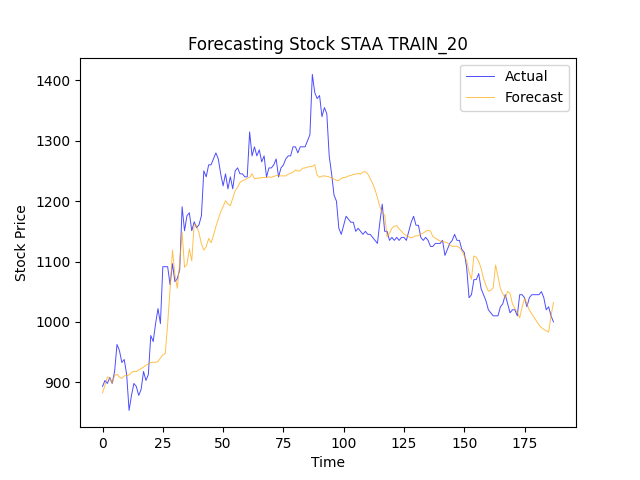 Forecasting Stock STAA TRAIN_20
Actual
Forecast
1400
1300
1200
1100
1000
900
Stock Price
0 25 50 75 100 125 150 175
Time